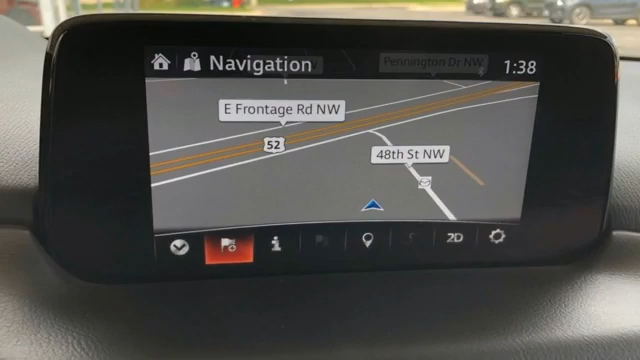 Navigation
Pennington Dr NW
1:38
E Frontage Rd NW
52
48th St NW
2D